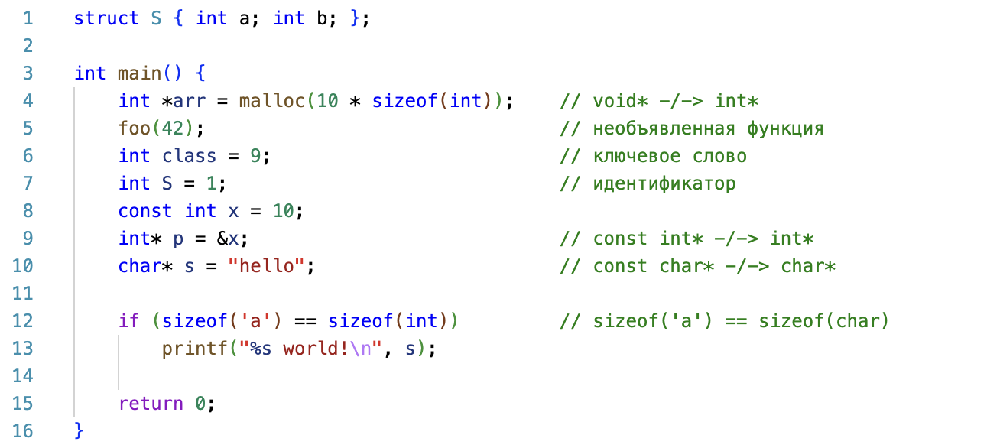 1 struct S { int a; int b; };
2
3 int main() {
4 int *arr = malloc(10 * sizeof(int)); // void* -/-> int*
5 foo(42); // необъявленная функция
6 int class = 9; // ключевое слово
7 int S = 1; // идентификатор
8 const int x = 10;
9 int* p = &x; // const int* -/-> int*
10 char* s = "hello"; // const char* -/-> char*
11
12 if (sizeof('a') == sizeof(int)) // sizeof('a') == sizeof(char)
13 printf("%s world!\n", s);
14
15 return 0;
16 }